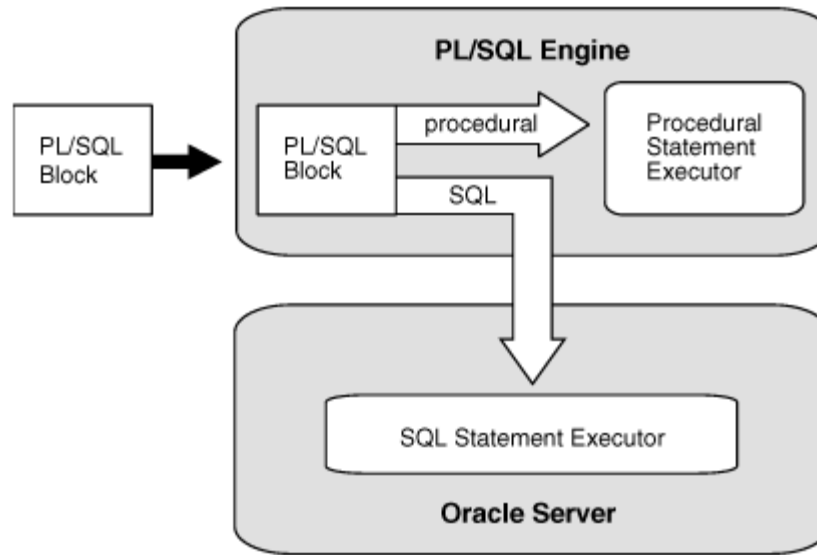 PL/SQL Engine
PL/SQL
Block
PL/SQL
Block
procedural
Procedural
Statement
Executor
SQL
SQL Statement Executor
Oracle Server